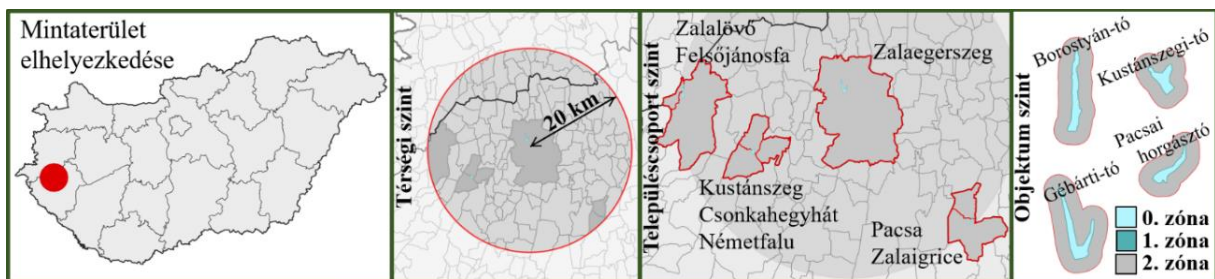 Mintaterület
elhelyezkedése
Térségi szint
20 km
Településcsoport szint
Zalalövő
Felsőjánosfa
Zalaegerszeg
Kustánszeg
Csonkahegyhát
Németfalu
Pacsa
Zalaigrice
Objektum szint
Borostyán-tó
Kustánszegi-tó
Pacsai
horgásztó
Gébárti-tó
0. zóna
1. zóna
2. zóna